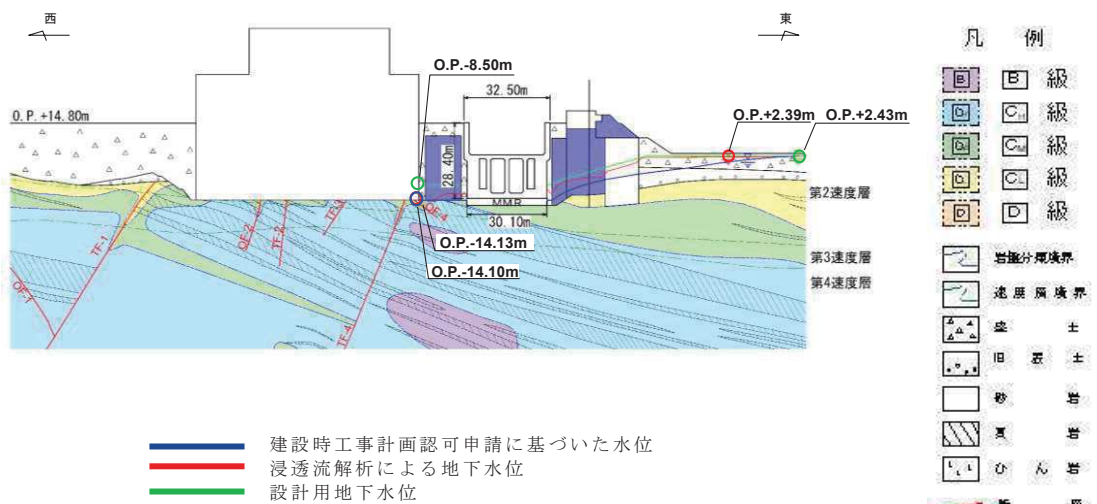 西
東
O.P.-8.50m
32.50m
O.P.+14.80m
O.P.+2.39m
O.P.+2.43m
28.40m
第2速度層
MMR
30.10m
TF-1
OF-2
TF-2
TF-3
OF-4
O.P.-14.13m
O.P.-14.10m
第3速度層
第4速度層
OF-1
TF-4
建設時工事計画認可申請に基づいた水位
浸透流解析による地下水位
設計用地下水位
凡 例
B B 級
CH 級
CM 級
CL 級
D D 級
岩盤分類境界
速度層境界
盛 土
旧 表 土
砂 岩
頁 岩
ひ ん 岩